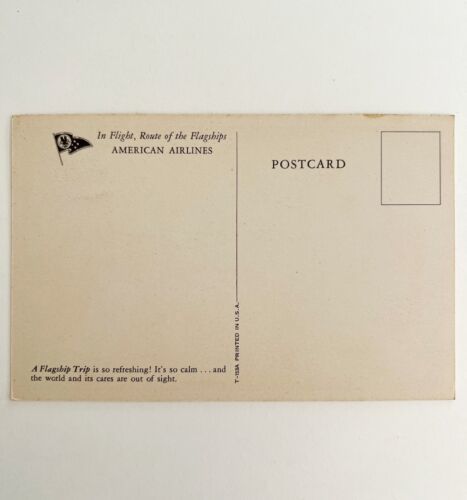 In Flight, Route of the Flagships
AMERICAN AIRLINES
POSTCARD
A Flagship Trip is so refreshing! It's so calm . . . and
the world and its cares are out of sight.
T-153A PRINTED IN U.S.A.